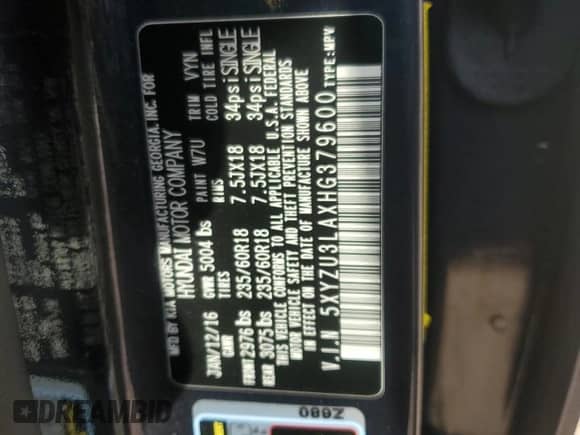 MFD BY KIA MOTORS MANUFACTURING GEORGIA, INC. FOR
HYUNDAI MOTOR COMPANY
JAN/12/16 PAINT W7U TRIM VYN
GVWR 5004 lbs
GAWR TIRES RIMS COLD TIRE INFL
FRONT 2976 lbs 235/60R18 7.5JX18 34psi SINGLE
REAR 3075 lbs 235/60R18 7.5JX18 34psi SINGLE
THIS VEHICLE CONFORMS TO ALL APPLICABLE U.S.A. FEDERAL
MOTOR VEHICLE SAFETY AND THEFT PREVENTION STANDARDS
IN EFFECT ON THE DATE OF MANUFACTURE SHOWN ABOVE
V.I.N 5XYZU3LAXHG379600 TYPE:MPV
Z680
DREAMBID